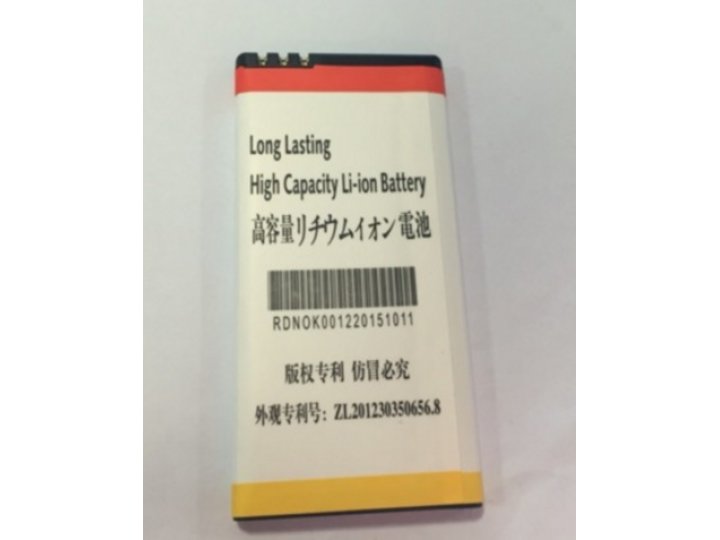 Long Lasting
High Capacity Li-ion Battery
高容量リチウムイオン電池
RDNOK001220151011
版权专利 仿冒必究
外观专利号：ZL201230350656.8